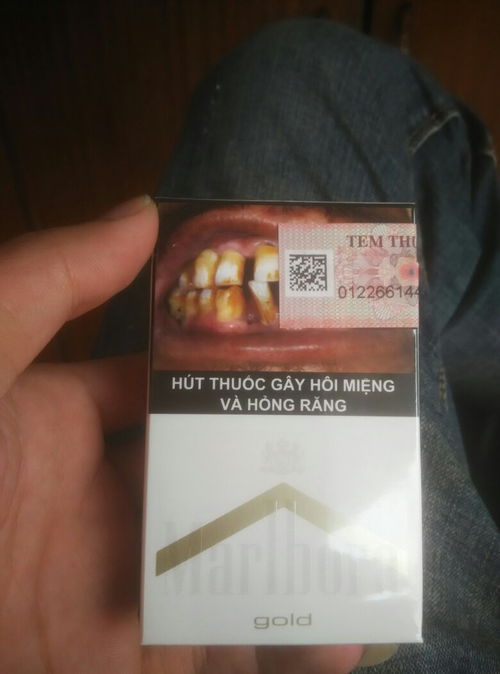 TEM THU
01226614
HÚT THUỐC GÂY HÔI MIỆNG
VÀ HỎNG RĂNG
Marlboro
gold